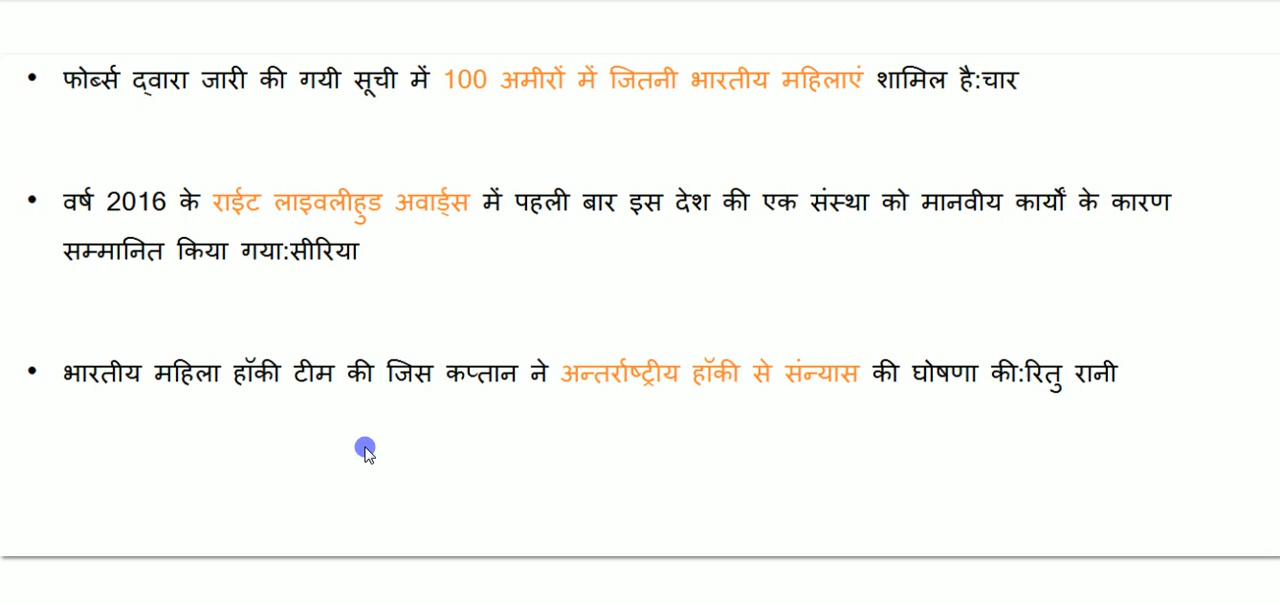 • फोर्ब्स द्वारा जारी की गयी सूची में 100 अमीरों में जितनी भारतीय महिलाएं शामिल है:चार
• वर्ष 2016 के राईट लाइवलीहुड अवार्ड्स में पहली बार इस देश की एक संस्था को मानवीय कार्यों के कारण
सम्मानित किया गया:सीरिया
• भारतीय महिला हॉकी टीम की जिस कप्तान ने अन्तर्राष्ट्रीय हॉकी से संन्यास की घोषणा की:रितु रानी